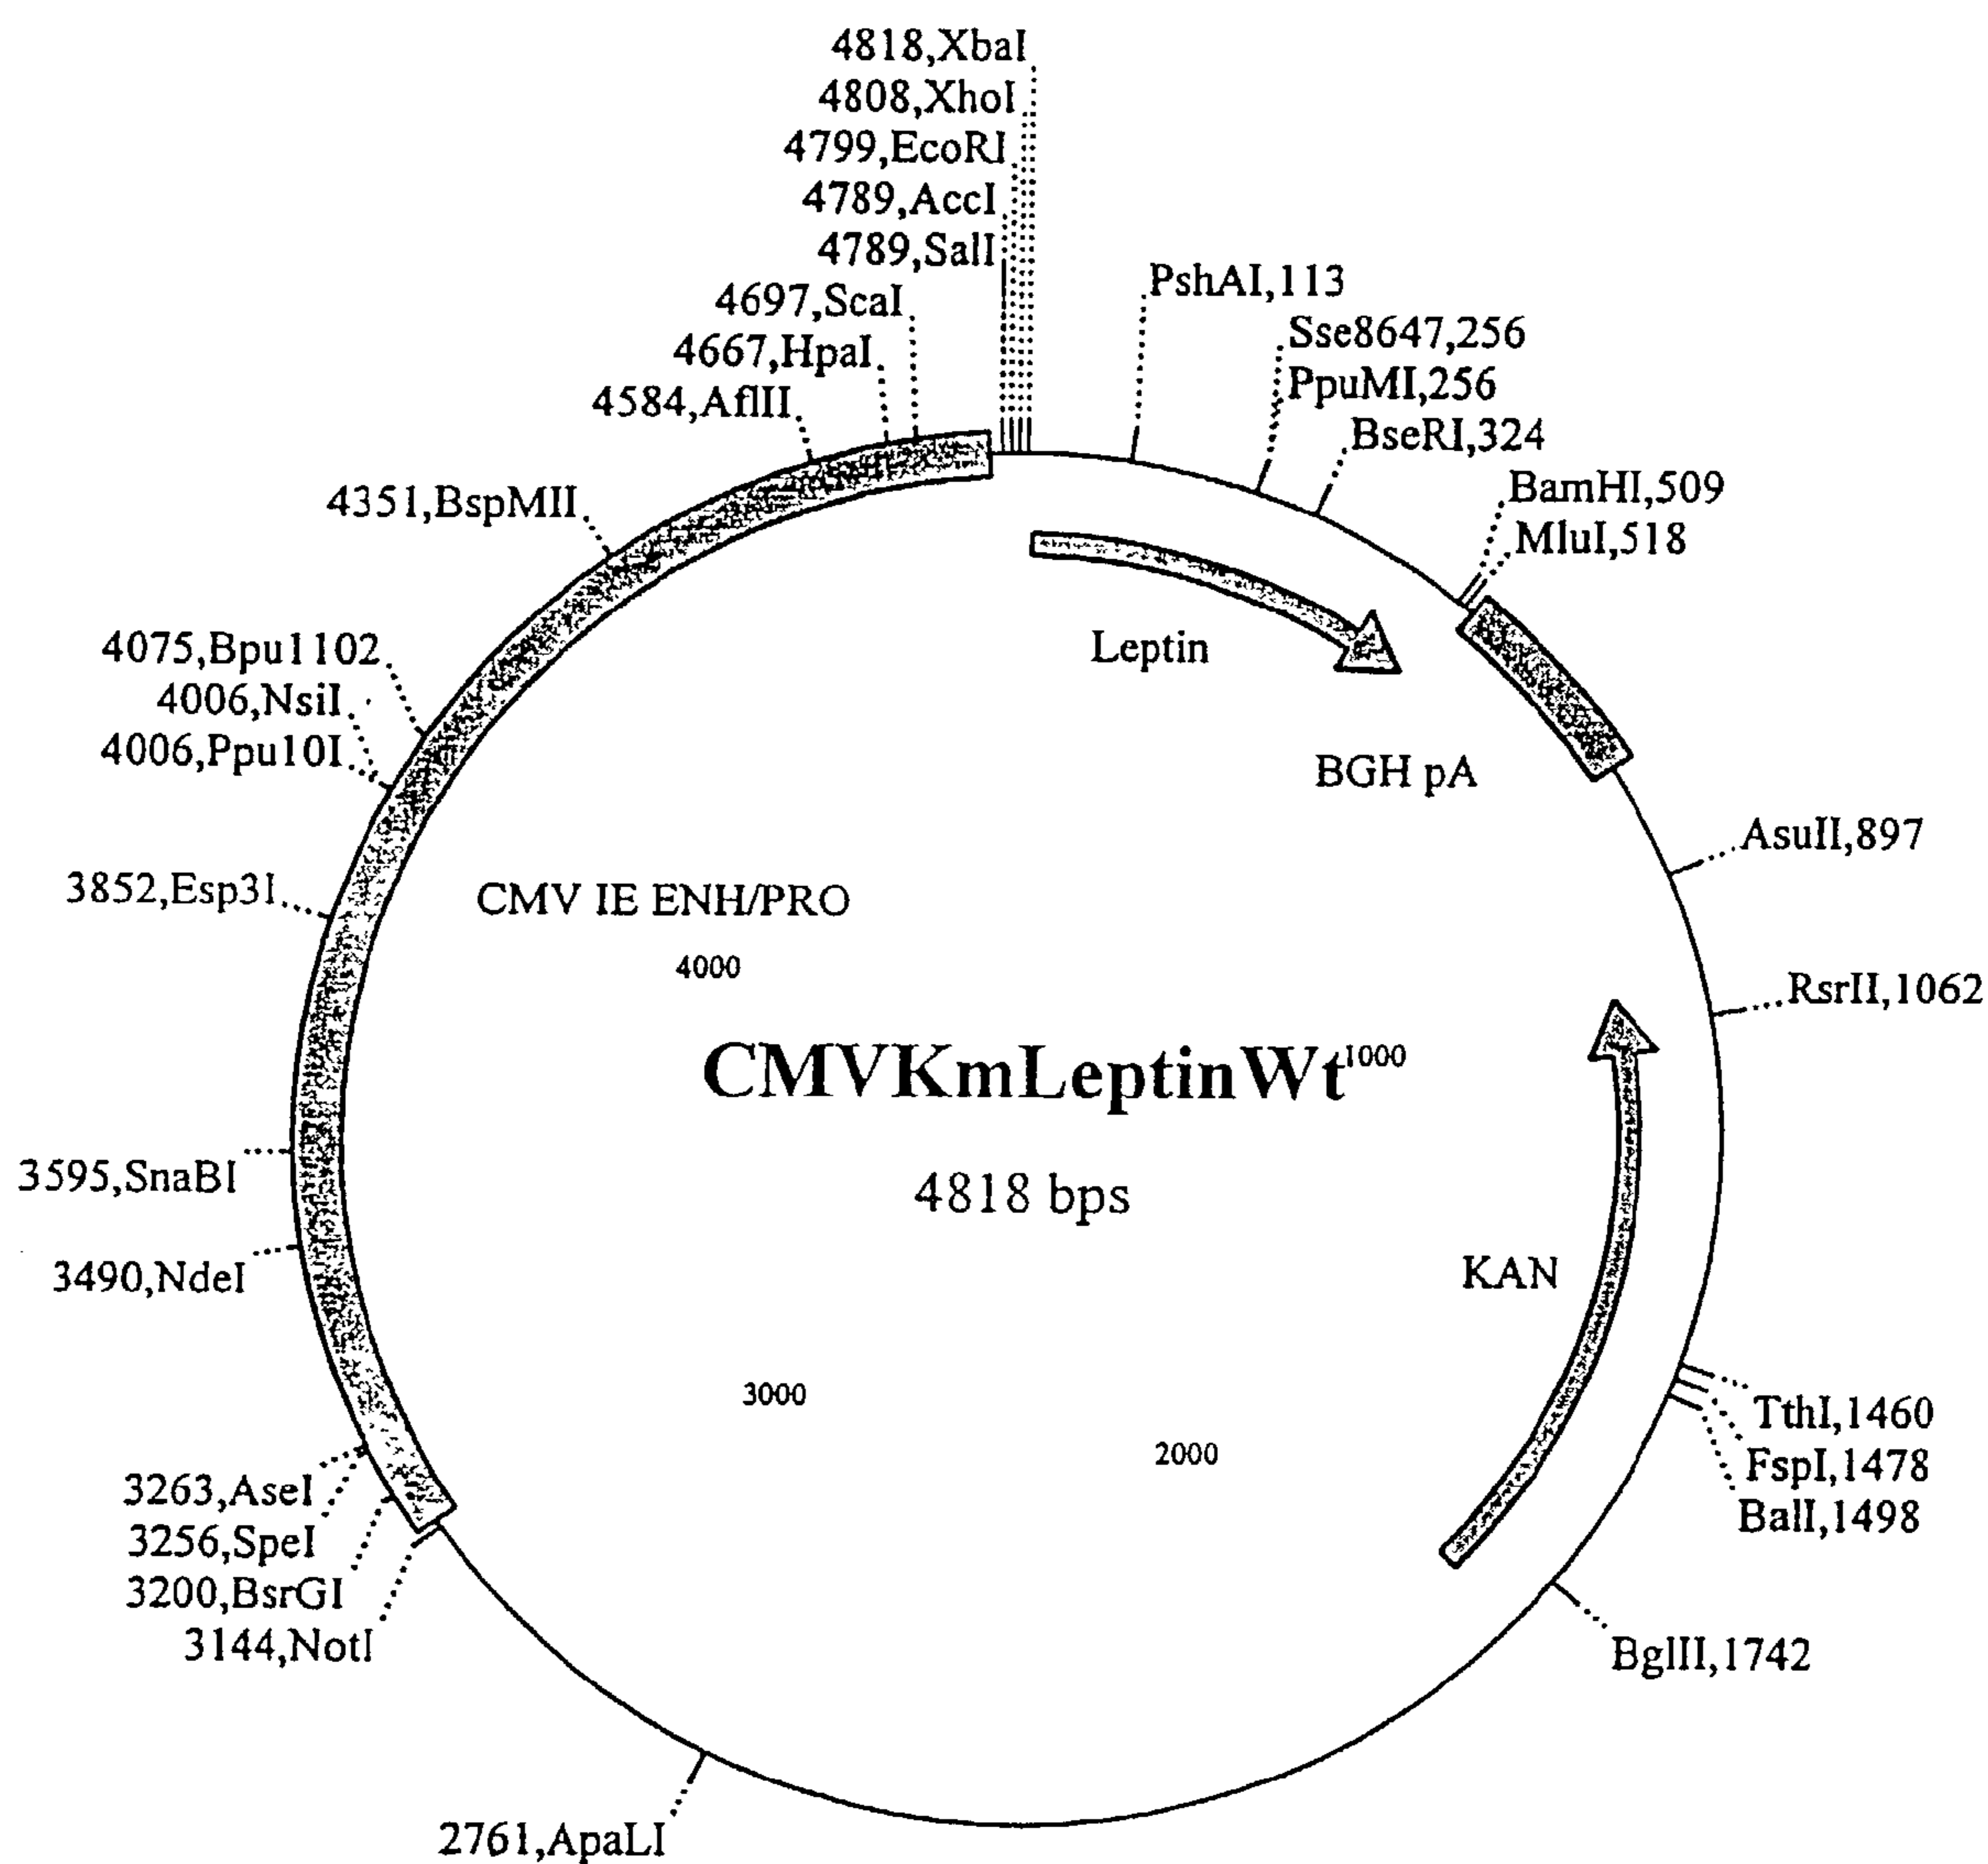 4818,XbaI
4808,XhoI
4799,EcoRI
4789,AccI
4789,SalI
4697,ScaI
4667,HpaI
4584,AflII
4351,BspMII
4075,Bpu1102
4006,NsiI
4006,Ppu10I
3852,Esp3I
3595,SnaBI
3490,NdeI
3263,AseI
3256,SpeI
3200,BsrGI
3144,NotI
2761,ApaLI
PshAI,113
Sse8647,256
PpuMI,256
BseRI,324
BamHI,509
MluI,518
AsuII,897
RsrII,1062
TthI,1460
FspI,1478
BalI,1498
BglII,1742
Leptin
BGH pA
CMV IE ENH/PRO
4000
CMVKmLeptinWt
1000
4818 bps
KAN
3000
2000